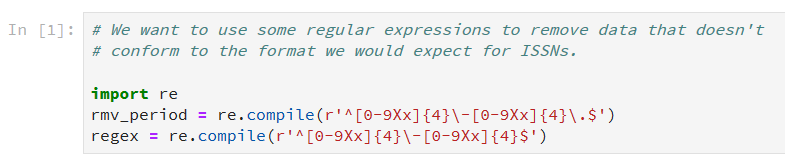 In [1]: # We want to use some regular expressions to remove data that doesn't
# conform to the format we would expect for ISSNs.
import re
rmv_period = re.compile(r'^[0-9Xx]{4}\-[0-9Xx]{4}\.$')
regex = re.compile(r'^[0-9Xx]{4}\-[0-9Xx]{4}$')